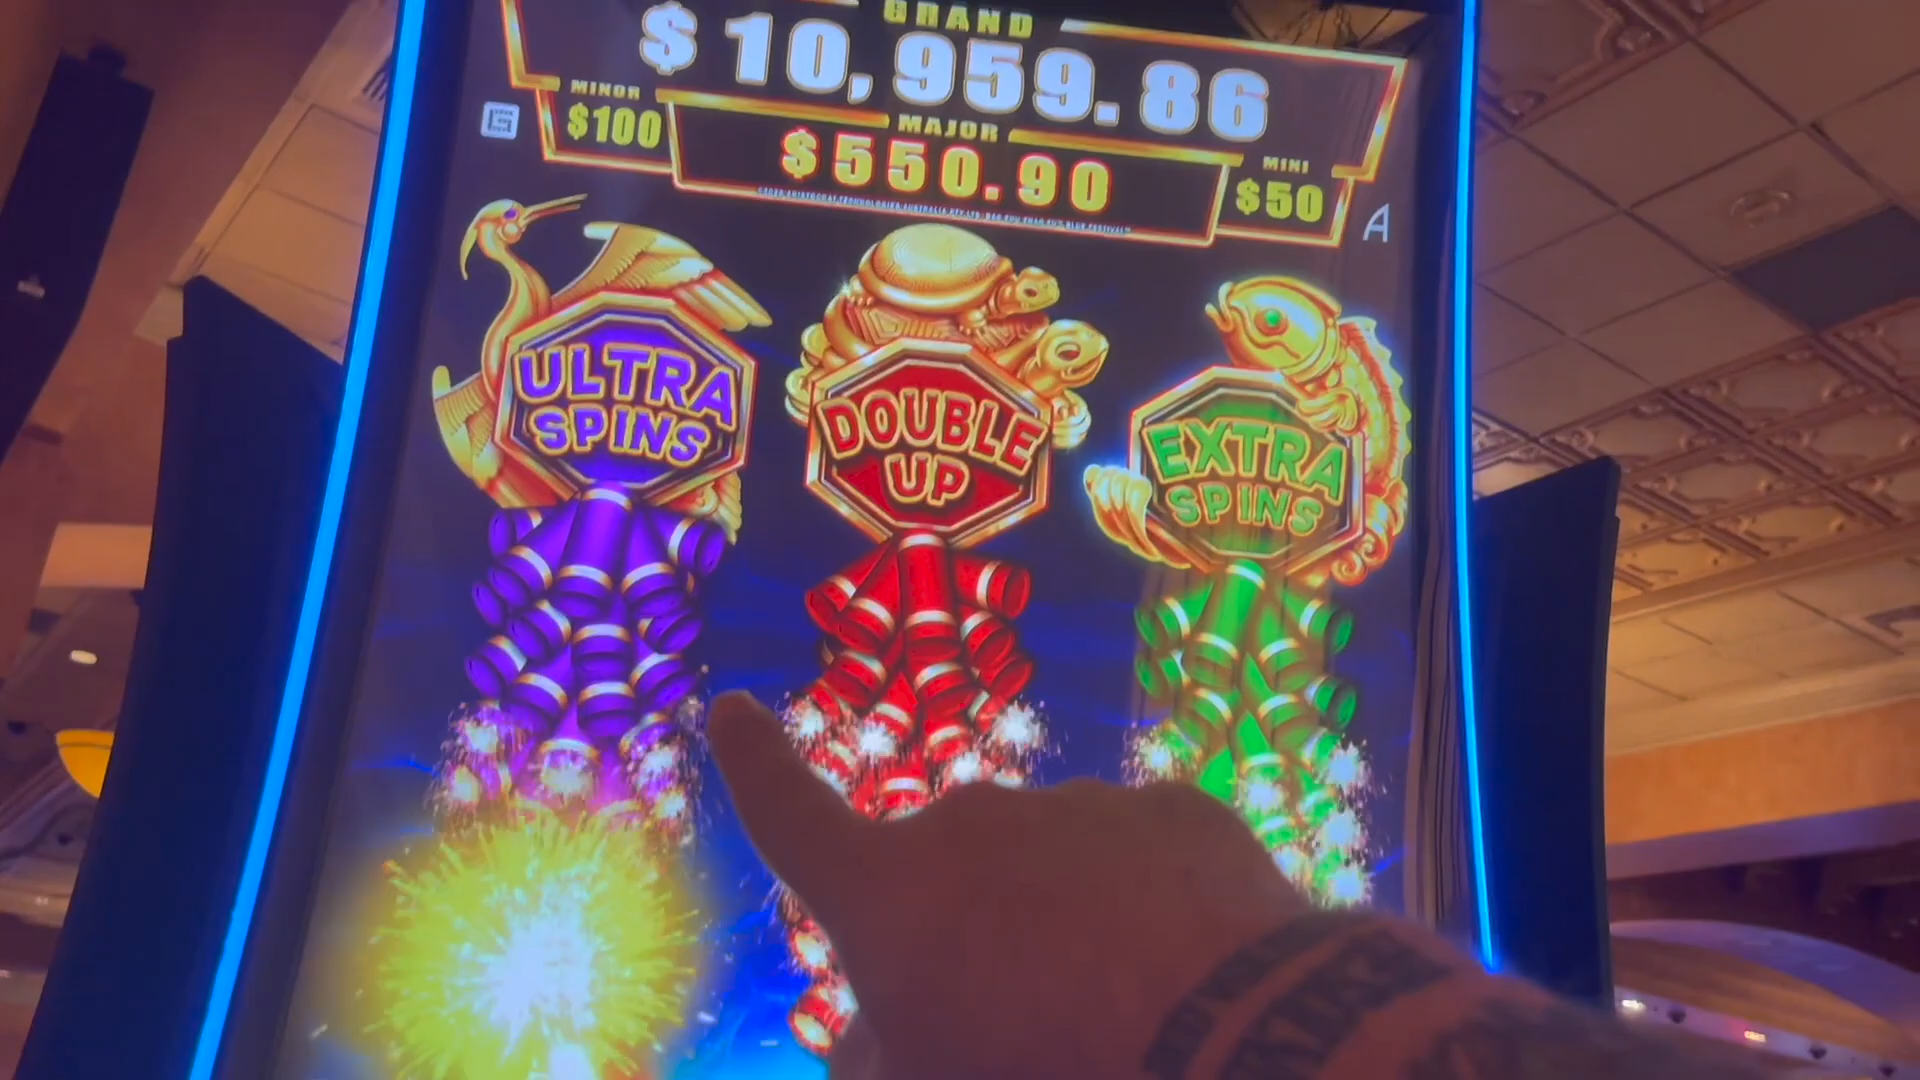 GRAND
$10,959.86
MINOR
$100
MAJOR
$550.90
MINI
$50
ULTRA
SPINS
DOUBLE
UP
EXTRA
SPINS